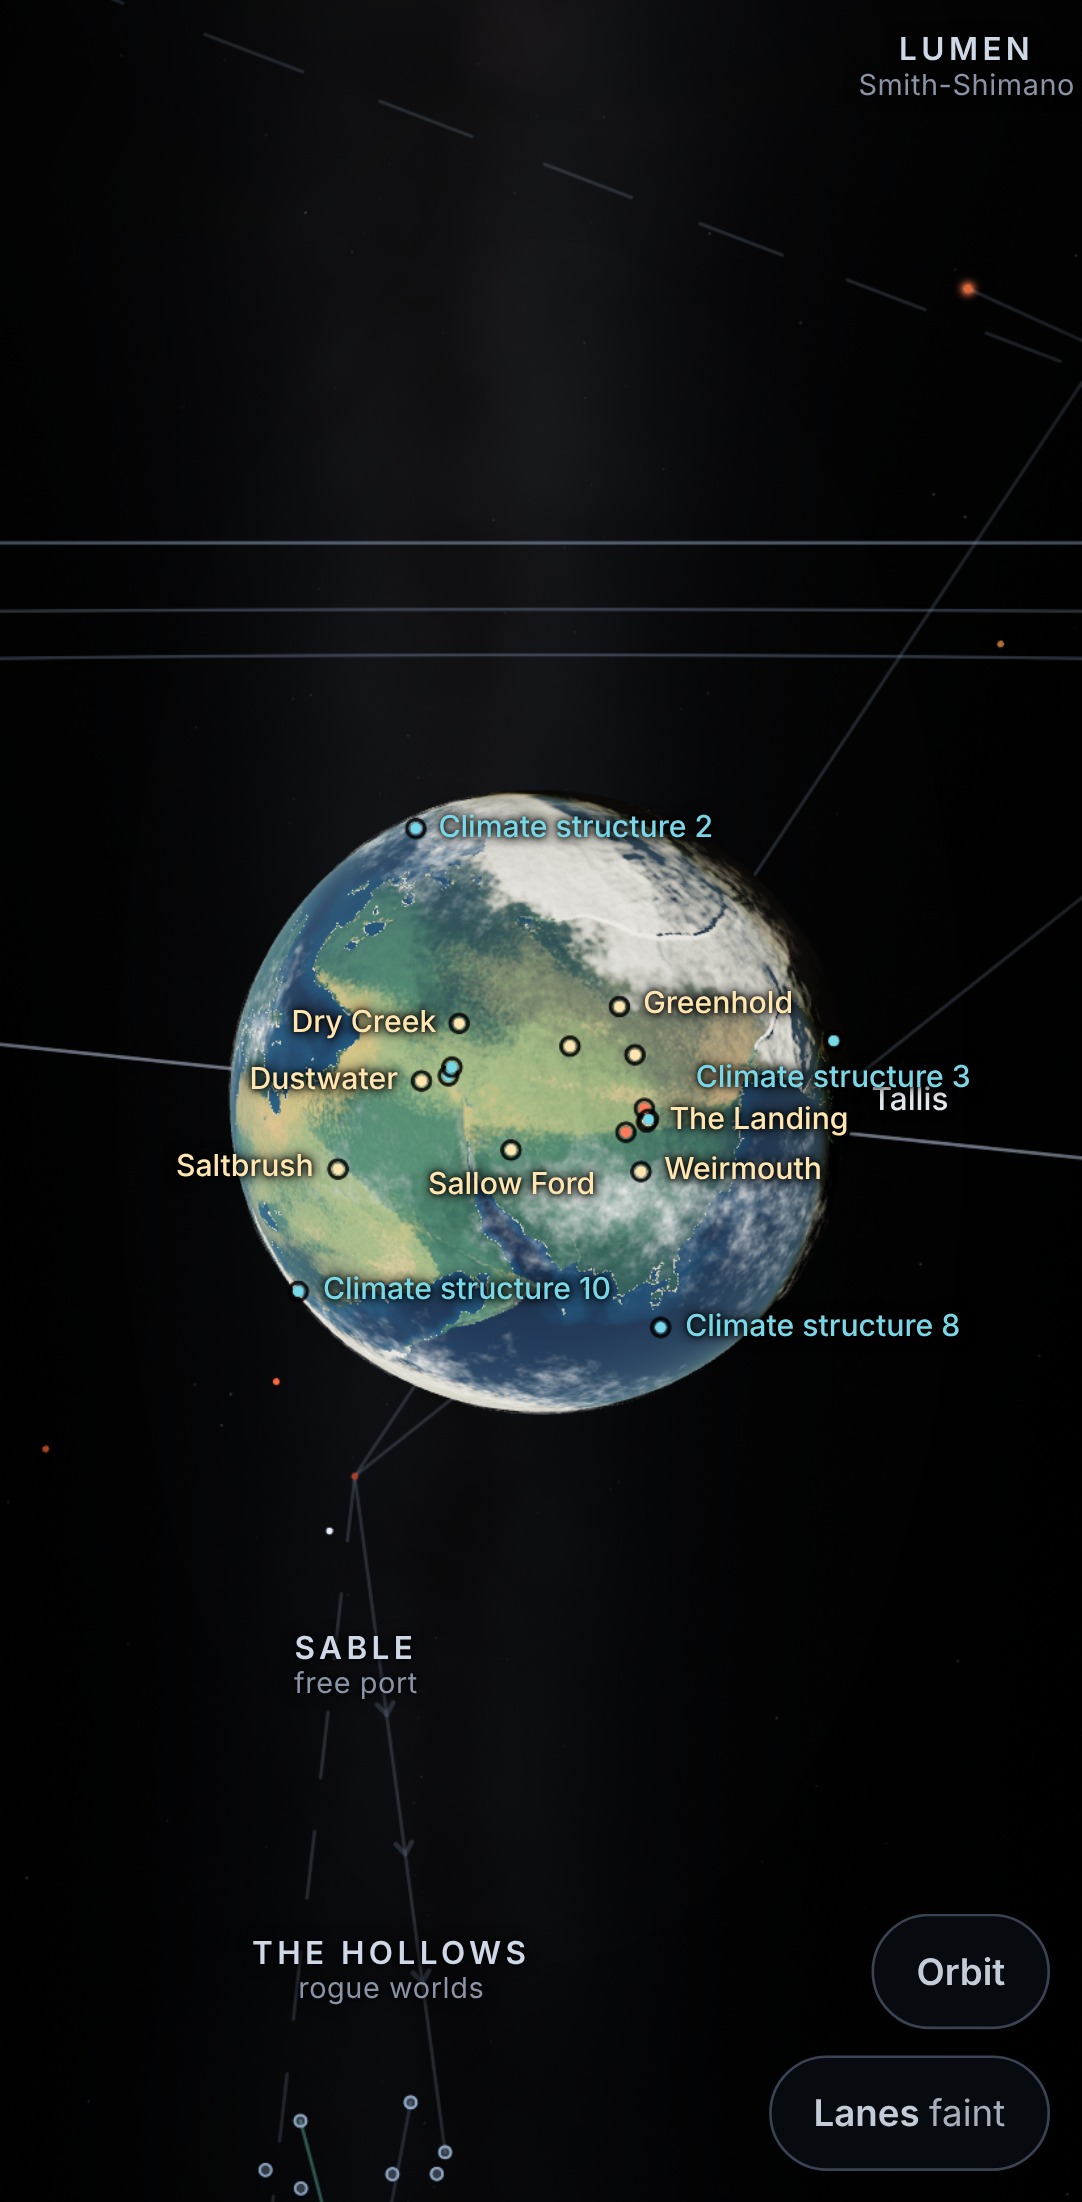 LUMEN
Smith-Shimano
Climate structure 2
Greenhold
Dry Creek
Dustwater
Climate structure 3
Tallis
The Landing
Saltbrush
Weirmouth
Sallow Ford
Climate structure 10
Climate structure 8
SABLE
free port
THE HOLLOWS
rogue worlds
Orbit
Lanes faint